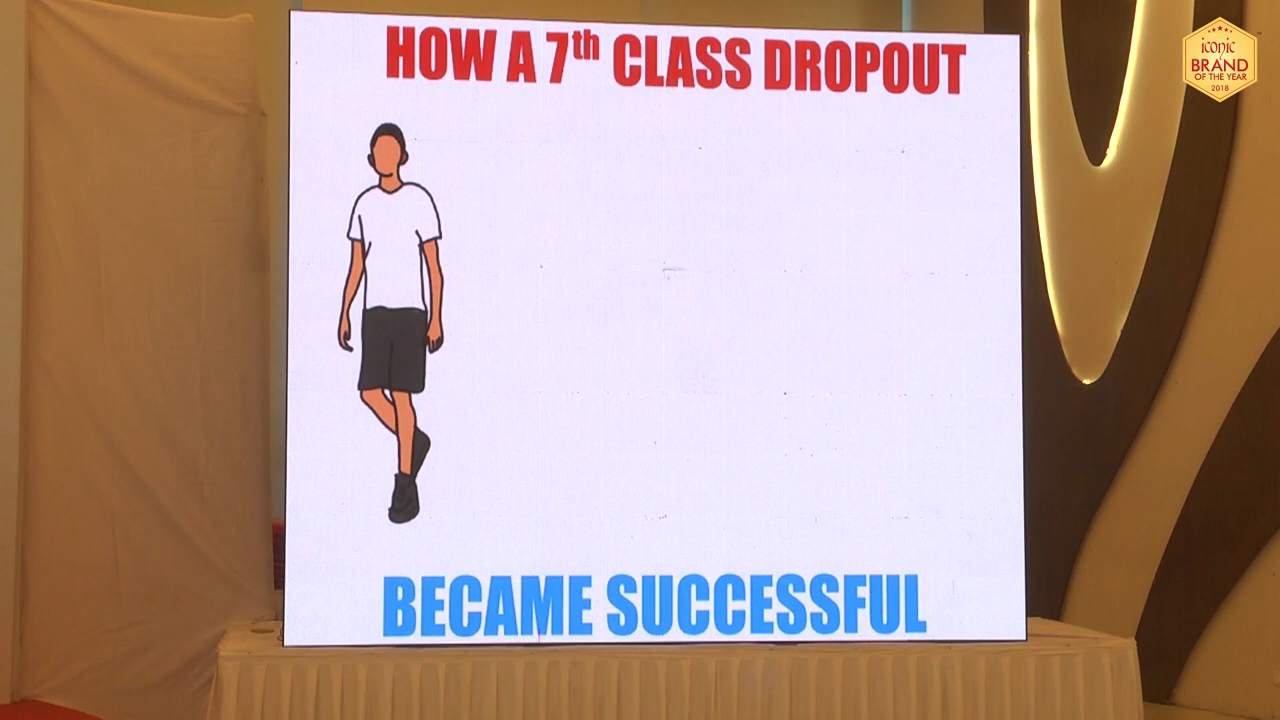 HOW A 7th CLASS DROPOUT
BECAME SUCCESSFUL
iconic
BRAND
OF THE YEAR
2018